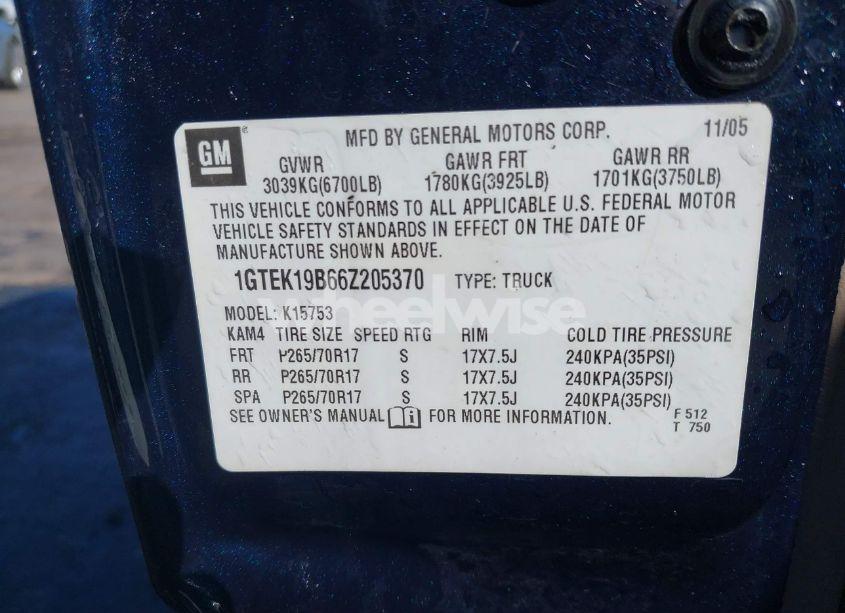 GM
MFD BY GENERAL MOTORS CORP. 11/05
GVWR GAWR FRT GAWR RR
3039KG(6700LB) 1780KG(3925LB) 1701KG(3750LB)
THIS VEHICLE CONFORMS TO ALL APPLICABLE U.S. FEDERAL MOTOR
VEHICLE SAFETY STANDARDS IN EFFECT ON THE DATE OF
MANUFACTURE SHOWN ABOVE.
1GTEK19B66Z205370 TYPE: TRUCK
wheelwise
MODEL: K15753
KAM4 TIRE SIZE SPEED RTG RIM COLD TIRE PRESSURE
FRT P265/70R17 S 17X7.5J 240KPA(35PSI)
RR P265/70R17 S 17X7.5J 240KPA(35PSI)
SPA P265/70R17 S 17X7.5J 240KPA(35PSI)
SEE OWNER'S MANUAL FOR MORE INFORMATION. F 512
T 750